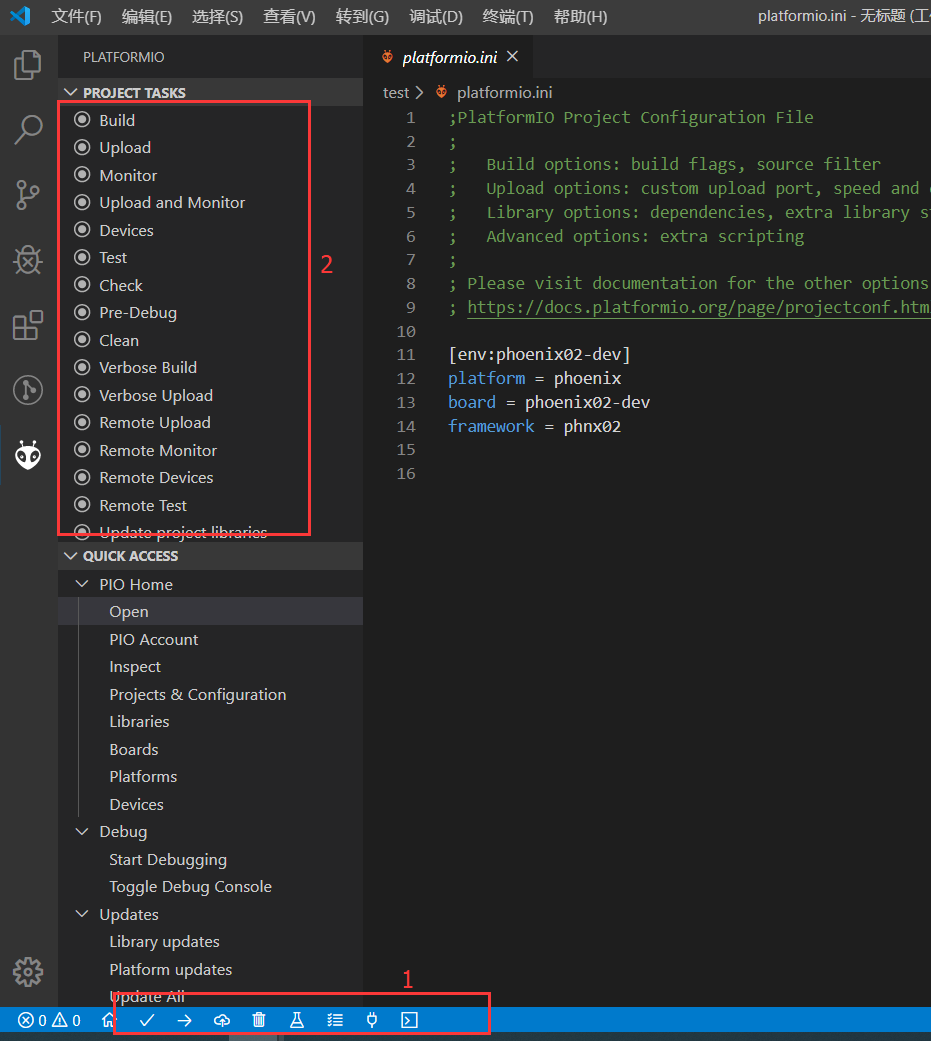 文件(F) 编辑(E) 选择(S) 查看(V) 转到(G) 调试(D) 终端(T) 帮助(H) platformio.ini - 无标题 (工
PLATFORMIO
PROJECT TASKS
Build
Upload
Monitor
Upload and Monitor
Devices
Test
Check
Pre-Debug
Clean
Verbose Build
Verbose Upload
Remote Upload
Remote Monitor
Remote Devices
Remote Test
Update project libraries
2
QUICK ACCESS
PIO Home
Open
PIO Account
Inspect
Projects & Configuration
Libraries
Boards
Platforms
Devices
Debug
Start Debugging
Toggle Debug Console
Updates
Library updates
Platform updates
Update All
platformio.ini
test > platformio.ini
1 ;PlatformIO Project Configuration File
2 ;
3 ;   Build options: build flags, source filter
4 ;   Upload options: custom upload port, speed and
5 ;   Library options: dependencies, extra library s
6 ;   Advanced options: extra scripting
7 ;
8 ; Please visit documentation for the other options
9 ; https://docs.platformio.org/page/projectconf.htm
10
11 [env:phoenix02-dev]
12 platform = phoenix
13 board = phoenix02-dev
14 framework = phnx02
15
16
1
0 0